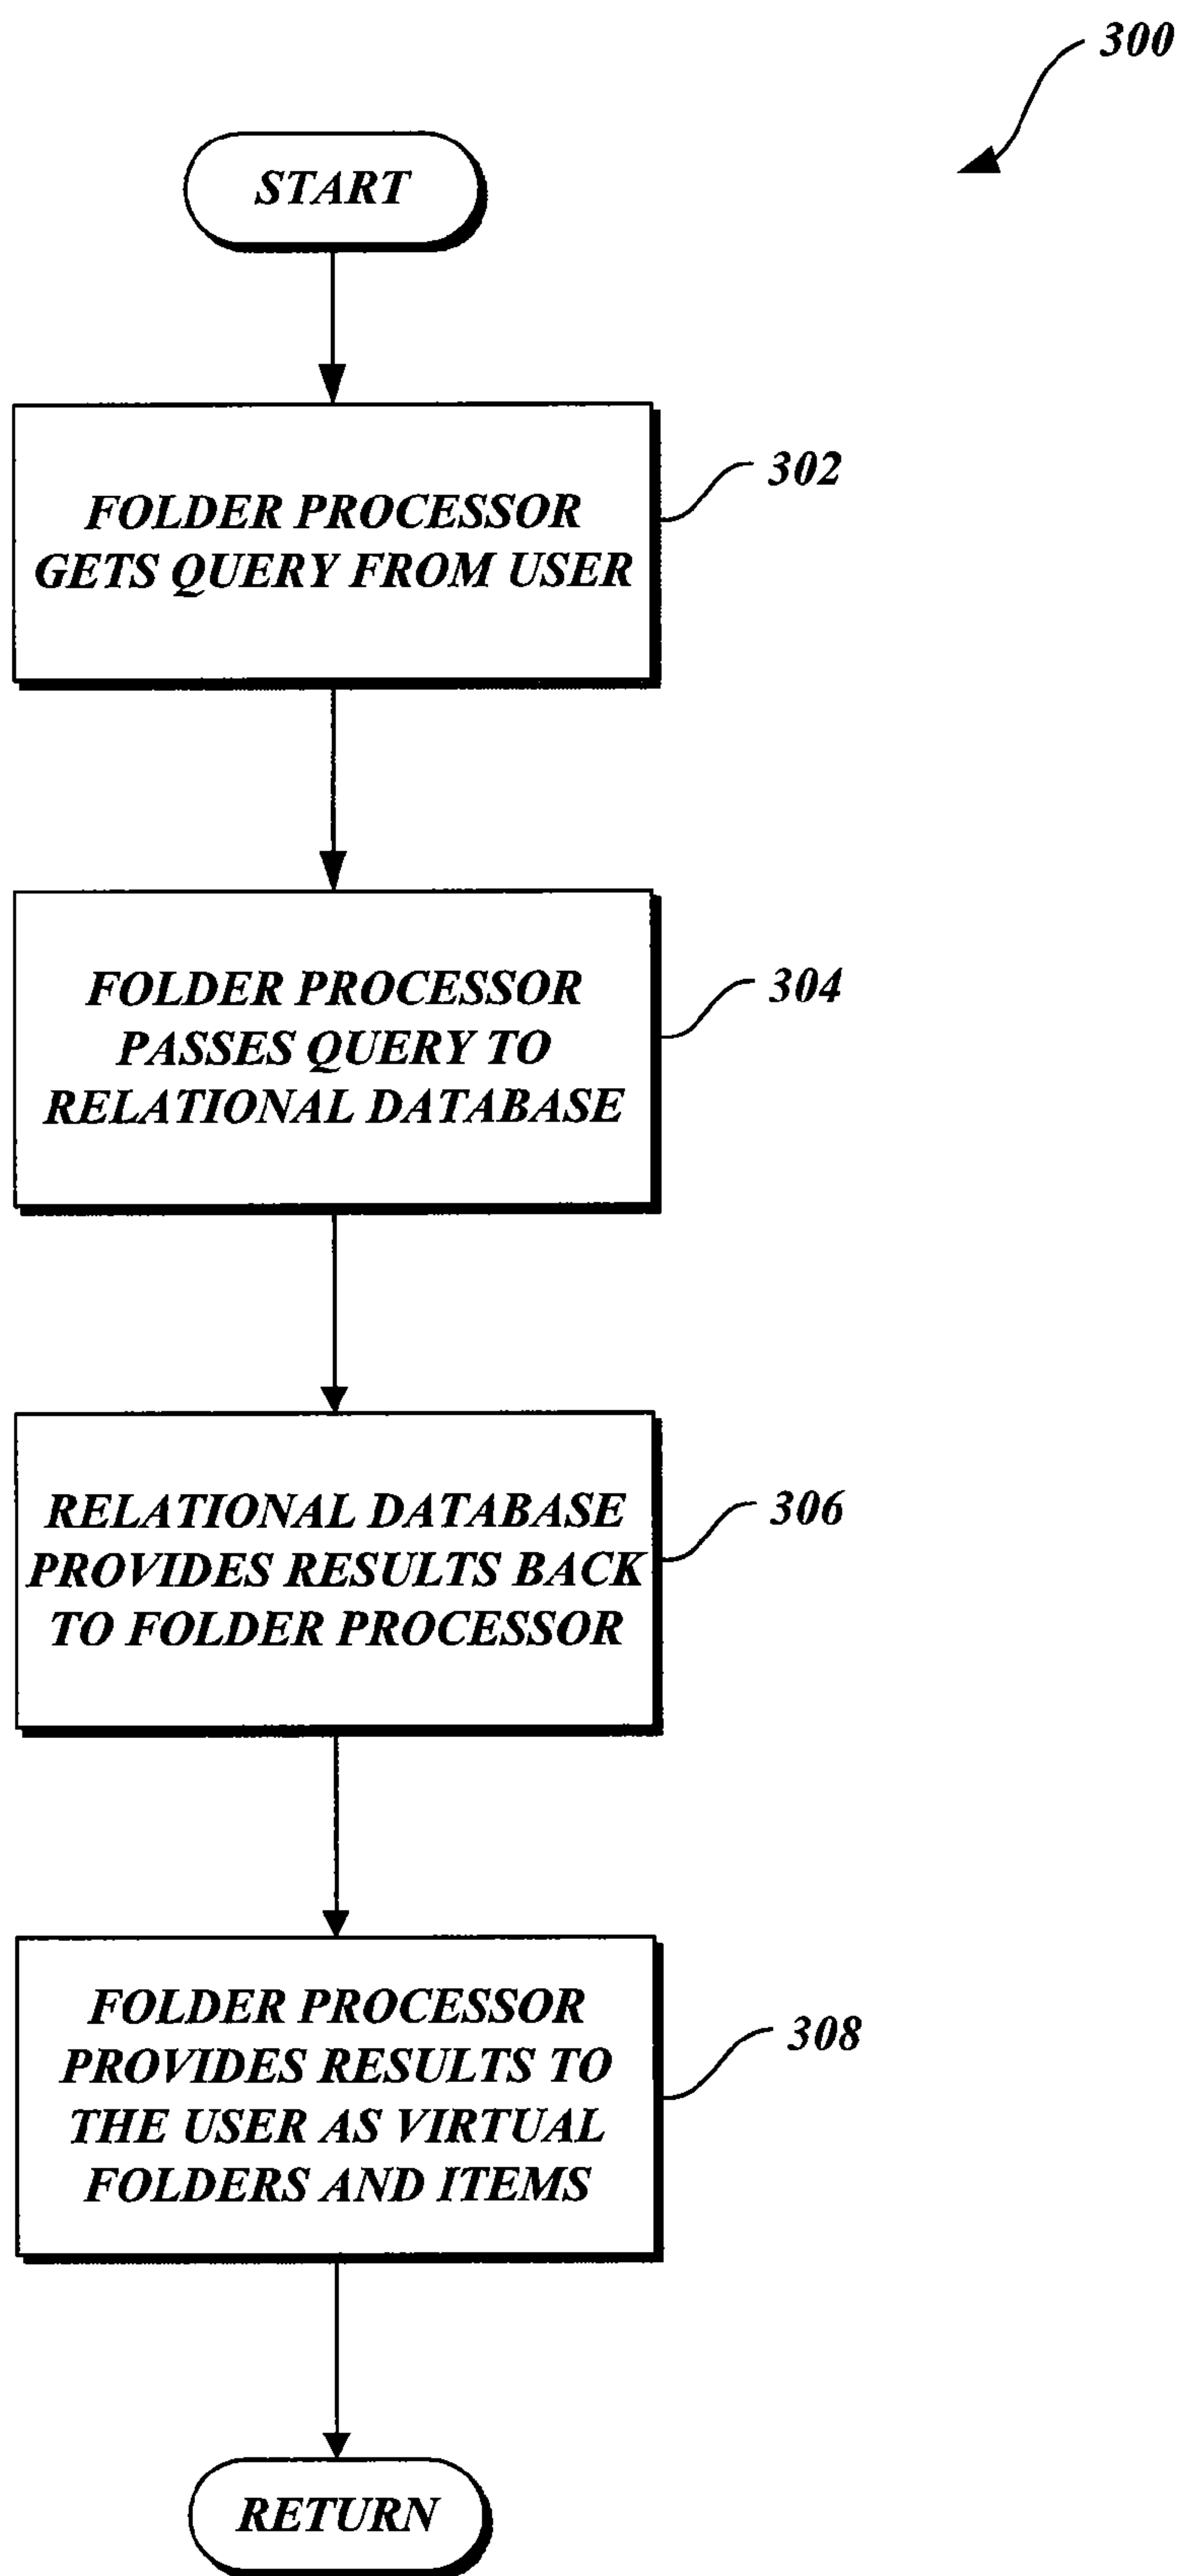 300
START
FOLDER PROCESSOR
GETS QUERY FROM USER
302
FOLDER PROCESSOR
PASSES QUERY TO
RELATIONAL DATABASE
304
RELATIONAL DATABASE
PROVIDES RESULTS BACK
TO FOLDER PROCESSOR
306
FOLDER PROCESSOR
PROVIDES RESULTS TO
THE USER AS VIRTUAL
FOLDERS AND ITEMS
308
RETURN